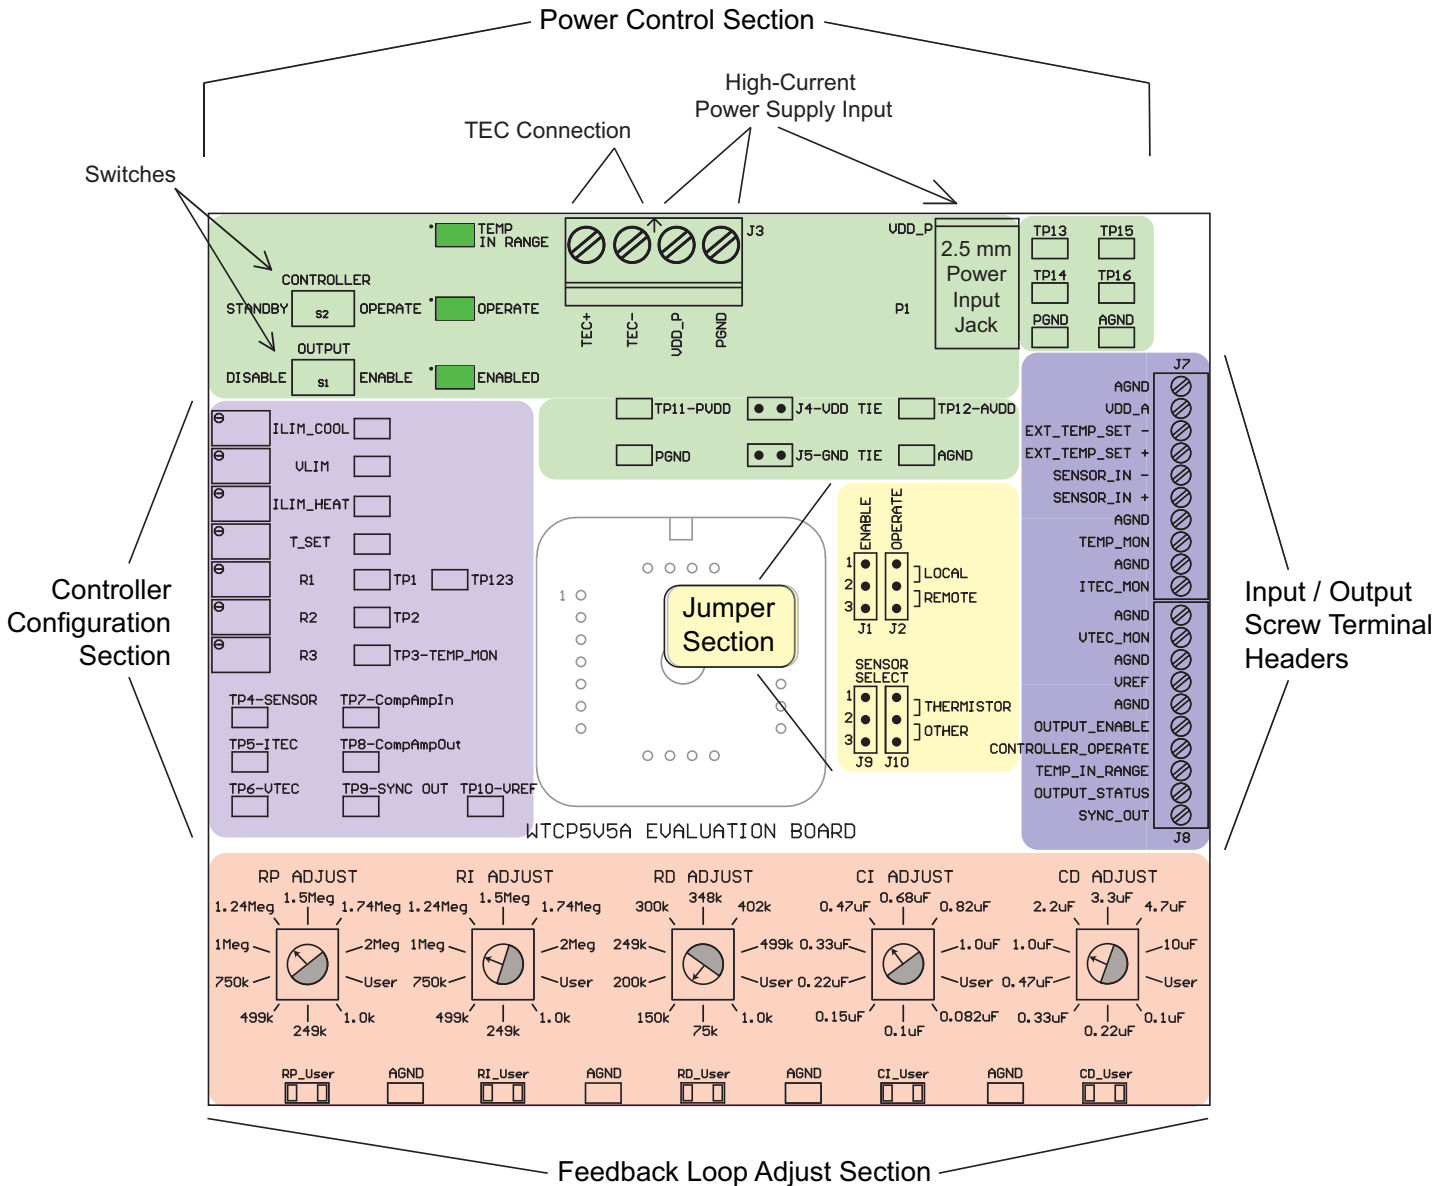 Power Control Section
High-Current
Power Supply Input
TEC Connection
Switches
TEMP
IN RANGE
J3
VDD_P
2.5 mm
Power
Input
Jack
P1
TP13
TP15
TP14
TP16
PGND
AGND
CONTROLLER
STANDBY
S2
OPERATE
OPERATE
TEC+
TEC-
VDD_P
PGND
OUTPUT
DISABLE
S1
ENABLE
ENABLED
TP11-PVDD
J4-VDD TIE
TP12-AVDD
PGND
J5-GND TIE
AGND
ILIM_COOL
VLIM
ILIM_HEAT
T_SET
R1
TP1
TP123
R2
TP2
R3
TP3-TEMP_MON
TP4-SENSOR
TP7-CompAmpIn
TP5-ITEC
TP8-CompAmpOut
TP6-VTEC
TP9-SYNC OUT
TP10-VREF
Controller
Configuration
Section
1
Jumper
Section
ENABLE
OPERATE
1
2
3
LOCAL
REMOTE
J1
J2
SENSOR
SELECT
1
2
3
THERMISTOR
OTHER
J9
J10
J7
AGND
VDD_A
EXT_TEMP_SET -
EXT_TEMP_SET +
SENSOR_IN -
SENSOR_IN +
AGND
TEMP_MON
AGND
ITEC_MON
AGND
VTEC_MON
AGND
VREF
AGND
OUTPUT_ENABLE
CONTROLLER_OPERATE
TEMP_IN_RANGE
OUTPUT_STATUS
SYNC_OUT
J8
Input / Output
Screw Terminal
Headers
WTCP5V5A EVALUATION BOARD
RP ADJUST
1.5Meg
1.24Meg
1.74Meg
1Meg
2Meg
750k
User
499k
1.0k
249k
RI ADJUST
1.5Meg
1.24Meg
1.74Meg
1Meg
2Meg
750k
User
499k
1.0k
249k
RD ADJUST
348k
300k
402k
249k
499k
200k
User
150k
1.0k
75k
CI ADJUST
0.68uF
0.47uF
0.82uF
0.33uF
1.0uF
0.22uF
User
0.15uF
0.082uF
0.1uF
CD ADJUST
3.3uF
2.2uF
4.7uF
1.0uF
10uF
0.47uF
User
0.33uF
0.1uF
0.22uF
RP_User
AGND
RI_User
AGND
RD_User
AGND
CI_User
AGND
CD_User
Feedback Loop Adjust Section